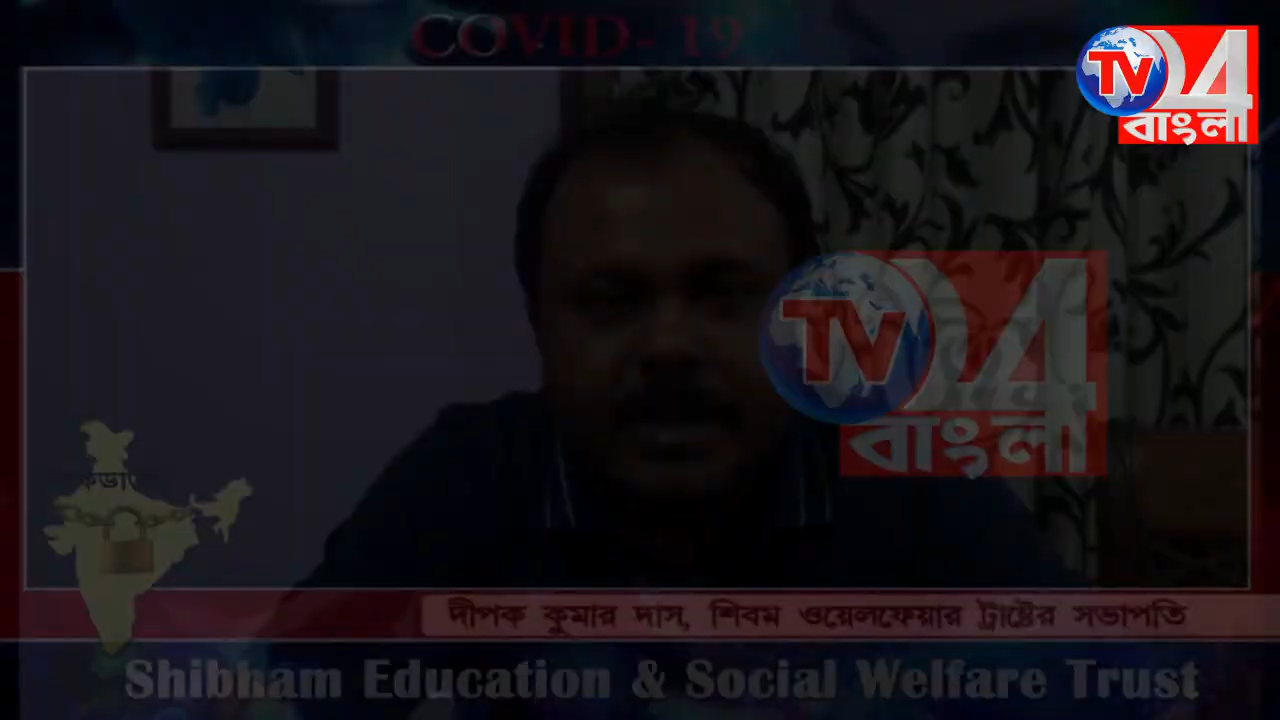 COVID-19
TV 24
বাংলা
TV 24
বাংলা
দীপক কুমার দাস, শিবম ওয়েলফেয়ার ট্রাষ্টের সভাপতি
Shibham Education & Social Welfare Trust